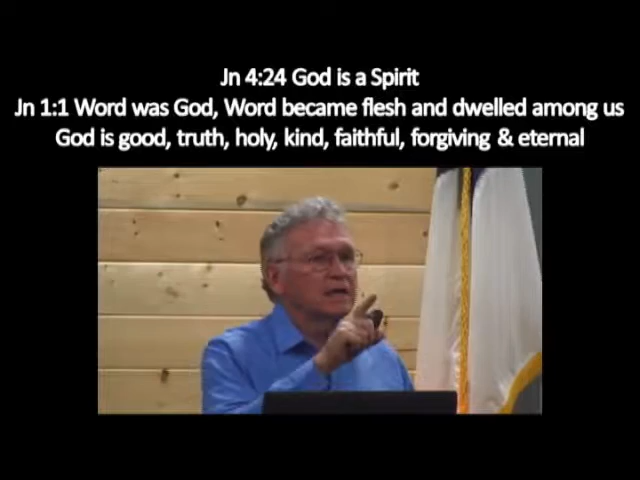 Jn 4:24 God is a Spirit
Jn 1:1 Word was God, Word became flesh and dwelled among us
God is good, truth, holy, kind, faithful, forgiving & eternal